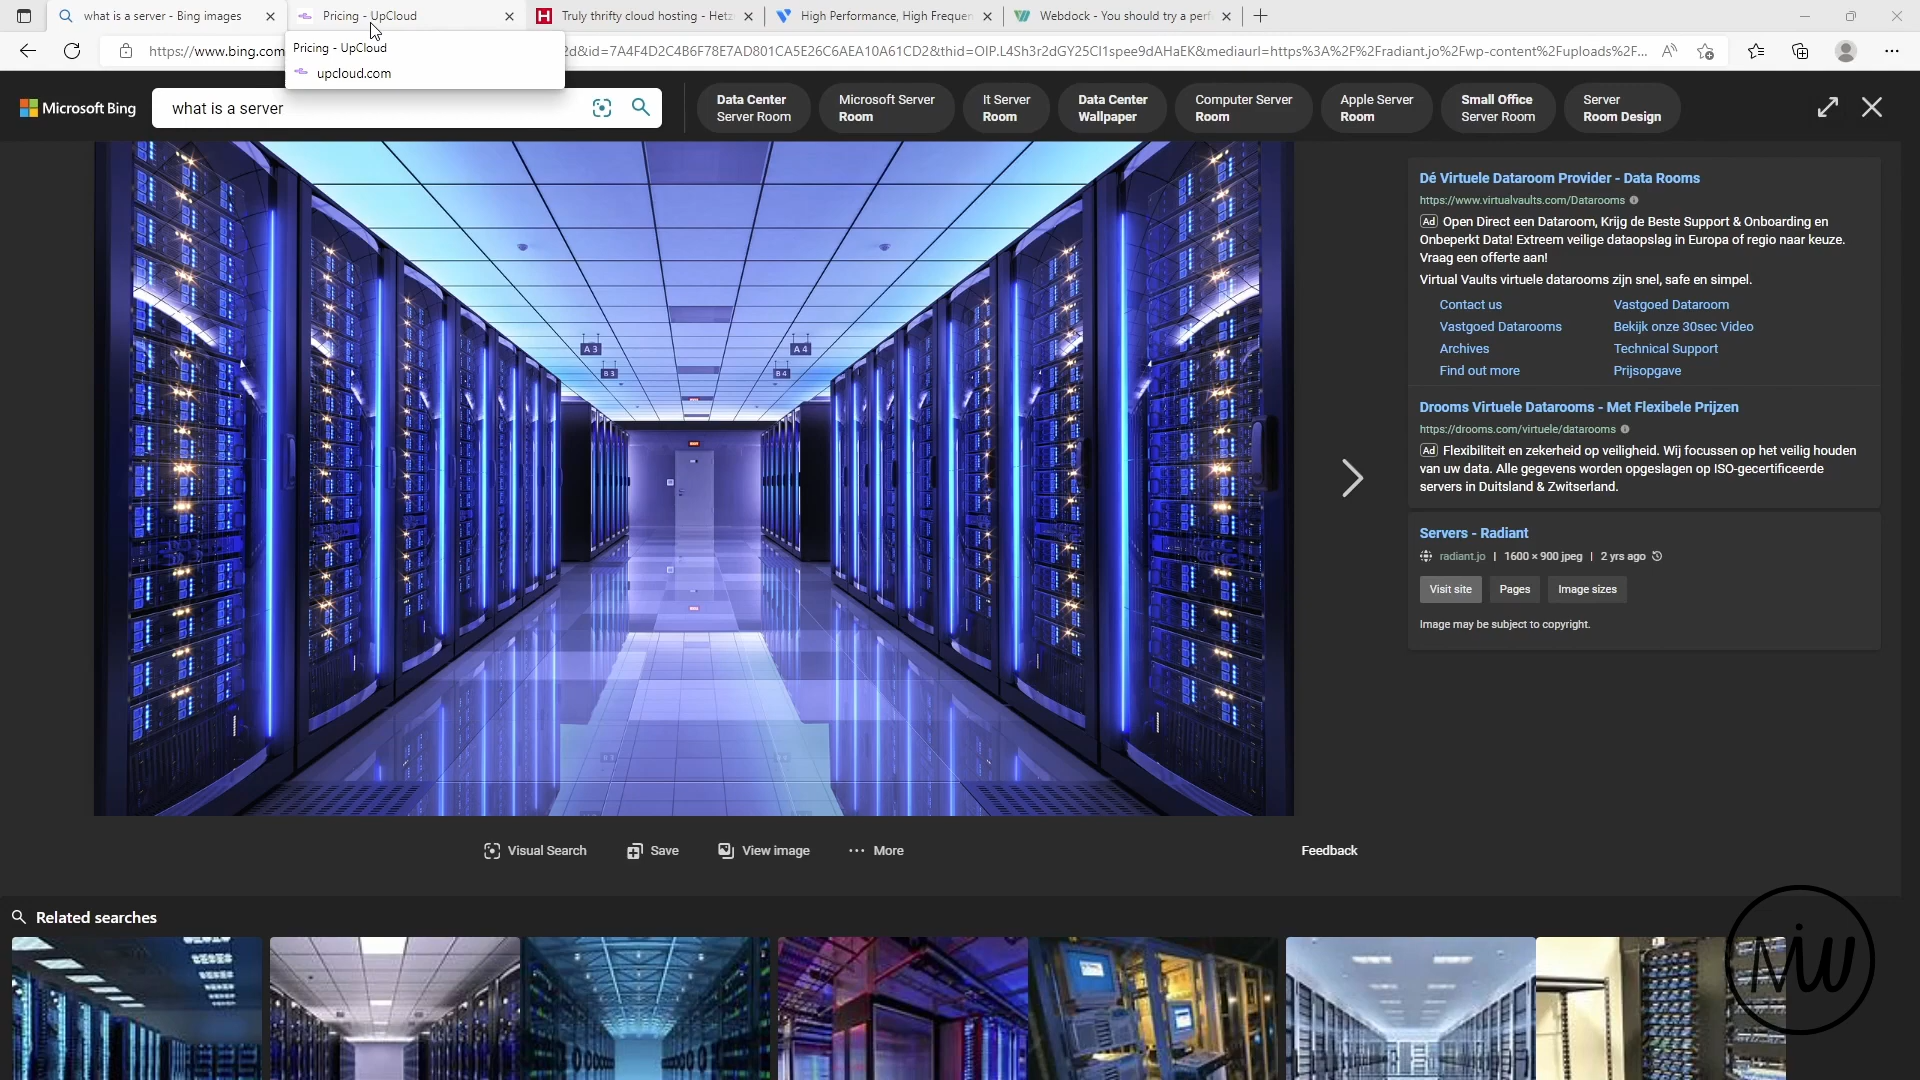 what is a server - Bing images
Pricing - UpCloud
Truly thrifty cloud hosting - Hetz
High Performance, High Frequen
Webdock - You should try a perf
https://www.bing.com
2d&id=7A4F4D2C4B6F78E7AD801CA5E26C6AEA10A61CD2&thid=OIP.L4Sh3r2dGY25CI1spee9dAHaEK&mediaurl=https%3A%2F%2Fradiant.jo%2Fwp-content%2Fuploads%2F...
Pricing - UpCloud
upcloud.com
Microsoft Bing
what is a server
Data Center
Server Room
Microsoft Server
Room
It Server
Room
Data Center
Wallpaper
Computer Server
Room
Apple Server
Room
Small Office
Server Room
Server
Room Design
A 3
A 4
B 3
B 4
Dé Virtuele Dataroom Provider - Data Rooms
https://www.virtualvaults.com/Datarooms
Ad Open Direct een Dataroom, Krijg de Beste Support & Onboarding en
Onbeperkt Data! Extreem veilige dataopslag in Europa of regio naar keuze.
Vraag een offerte aan!
Virtual Vaults virtuele datarooms zijn snel, safe en simpel.
Contact us
Vastgoed Dataroom
Vastgoed Datarooms
Bekijk onze 30sec Video
Archives
Technical Support
Find out more
Prijsopgave
Drooms Virtuele Datarooms - Met Flexibele Prijzen
https://drooms.com/virtuele/datarooms
Ad Flexibiliteit en zekerheid op veiligheid. Wij focussen op het veilig houden
van uw data. Alle gegevens worden opgeslagen op ISO-gecertificeerde
servers in Duitsland & Zwitserland.
Servers - Radiant
radiant.jo | 1600 × 900 jpeg | 2 yrs ago
Visit site
Pages
Image sizes
Image may be subject to copyright.
Visual Search
Save
View image
More
Feedback
Related searches